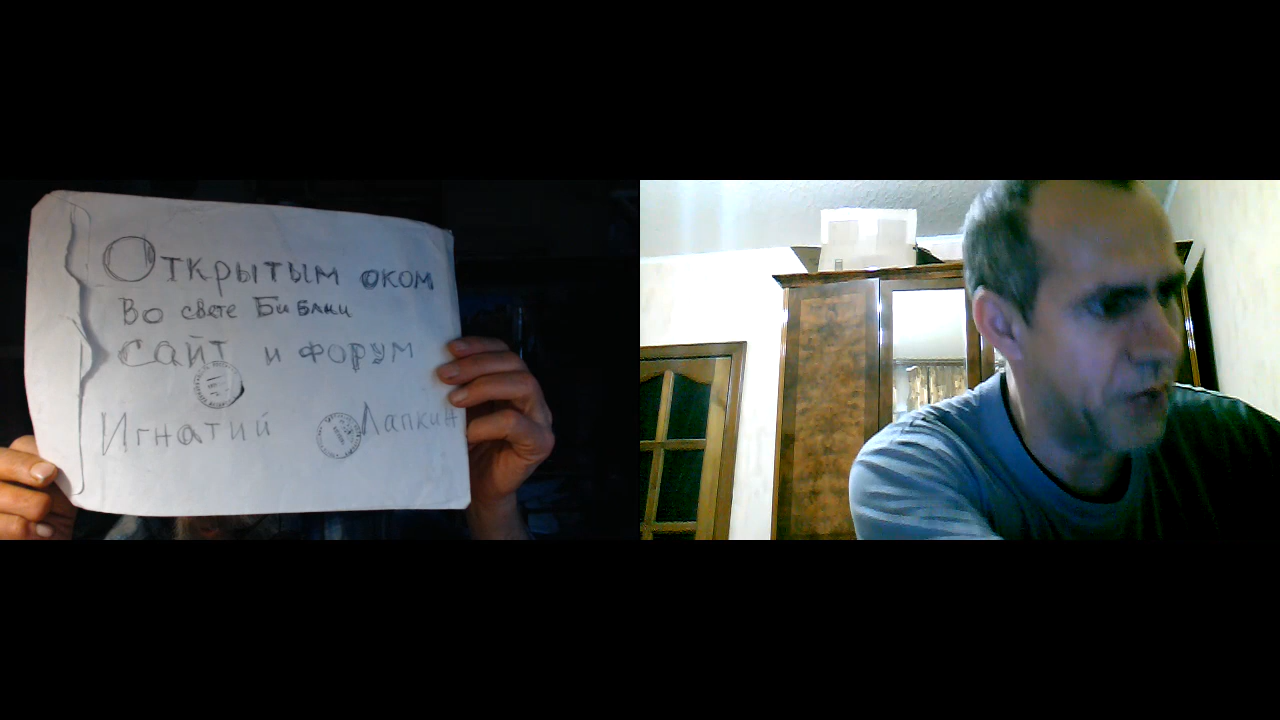 Открытым оком
Во свете Библии
сайт и форум
Игнатий Лапкин